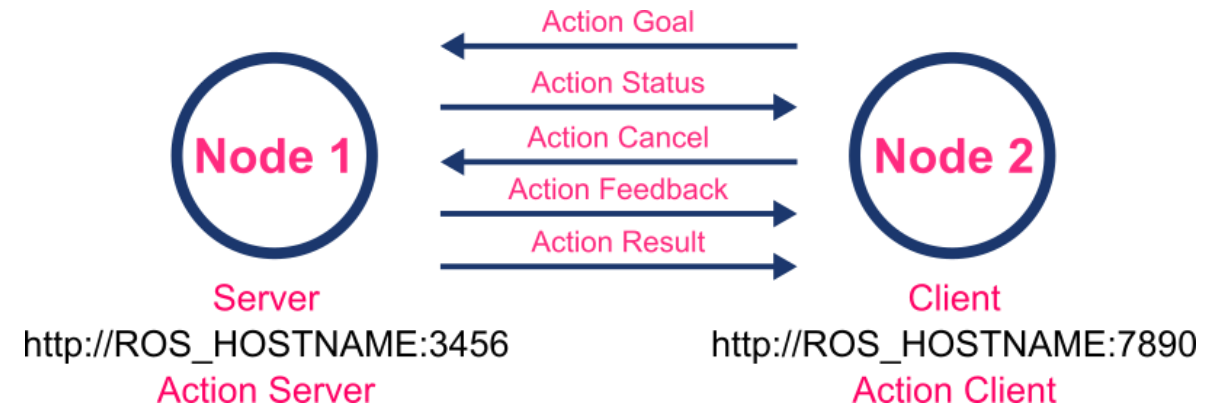 Action Goal
Action Status
Action Cancel
Action Feedback
Action Result
Node 1
Node 2
Server
Client
http://ROS_HOSTNAME:3456
http://ROS_HOSTNAME:7890
Action Server
Action Client